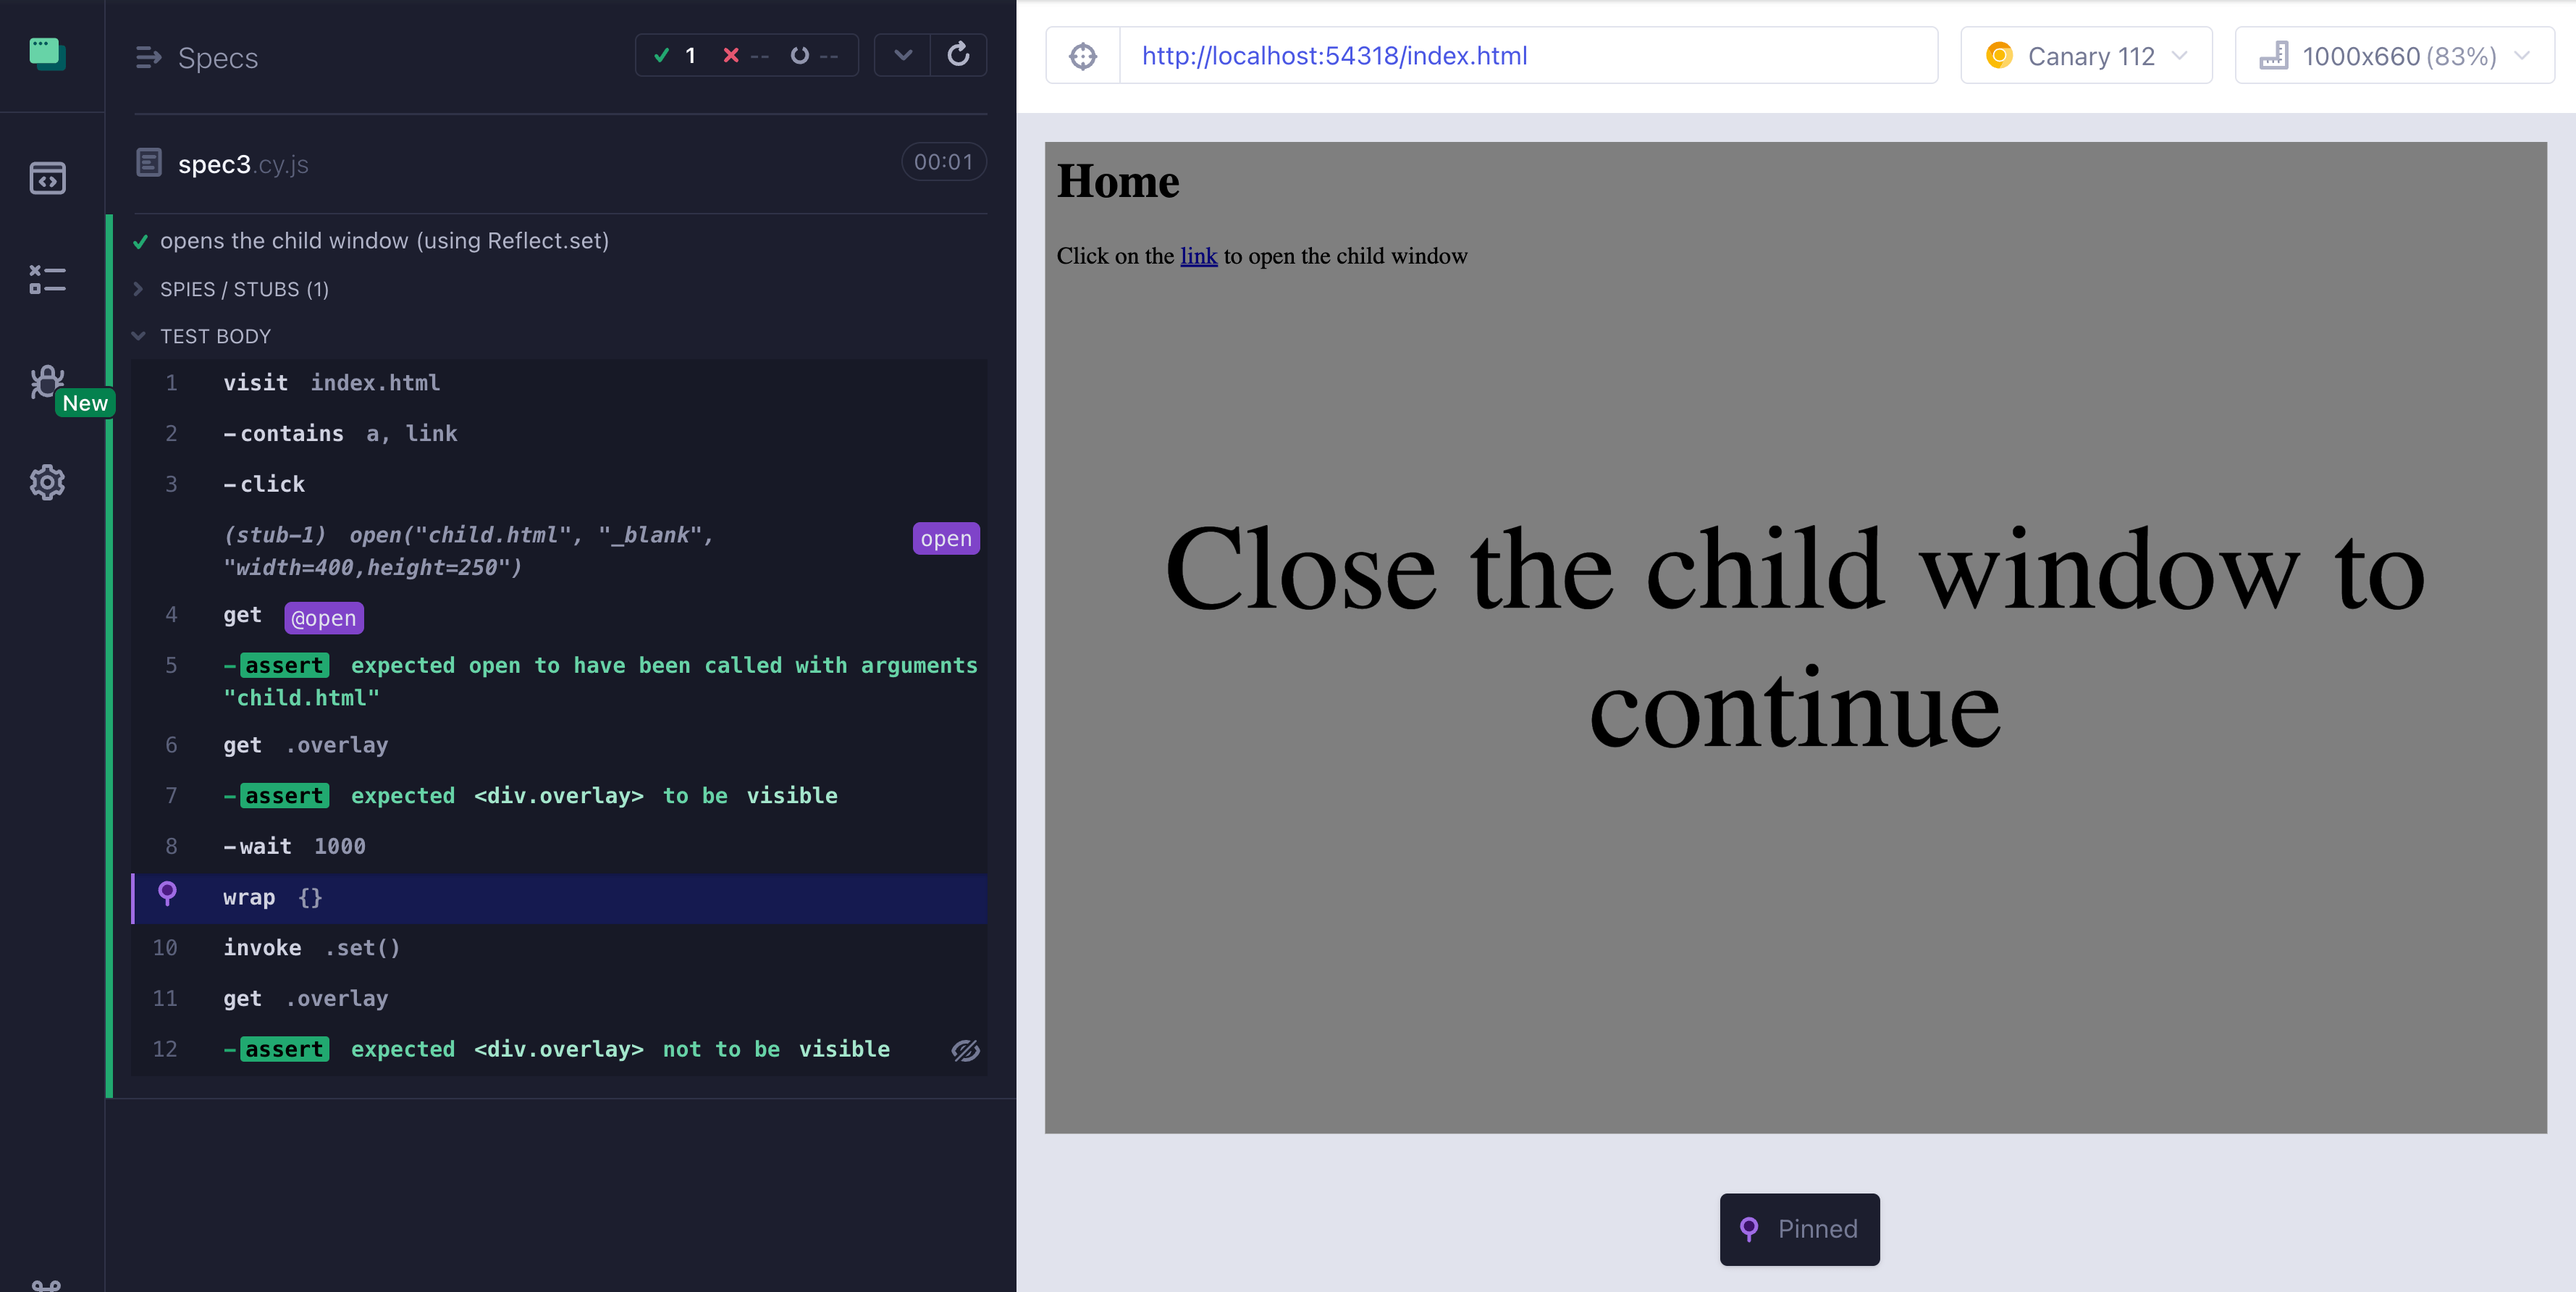 Specs
1 -- --
spec3.cy.js
00:01
opens the child window (using Reflect.set)
SPIES / STUBS (1)
TEST BODY
1 visit index.html
2 -contains a, link
3 -click
(stub-1) open("child.html", "_blank", open
"width=400,height=250")
4 get @open
5 -assert expected open to have been called with arguments
"child.html"
6 get .overlay
7 -assert expected <div.overlay> to be visible
8 -wait 1000
wrap {}
10 invoke .set()
11 get .overlay
12 -assert expected <div.overlay> not to be visible
New
http://localhost:54318/index.html
Canary 112
1000x660 (83%)
Home
Click on the link to open the child window
Close the child window to
continue
Pinned